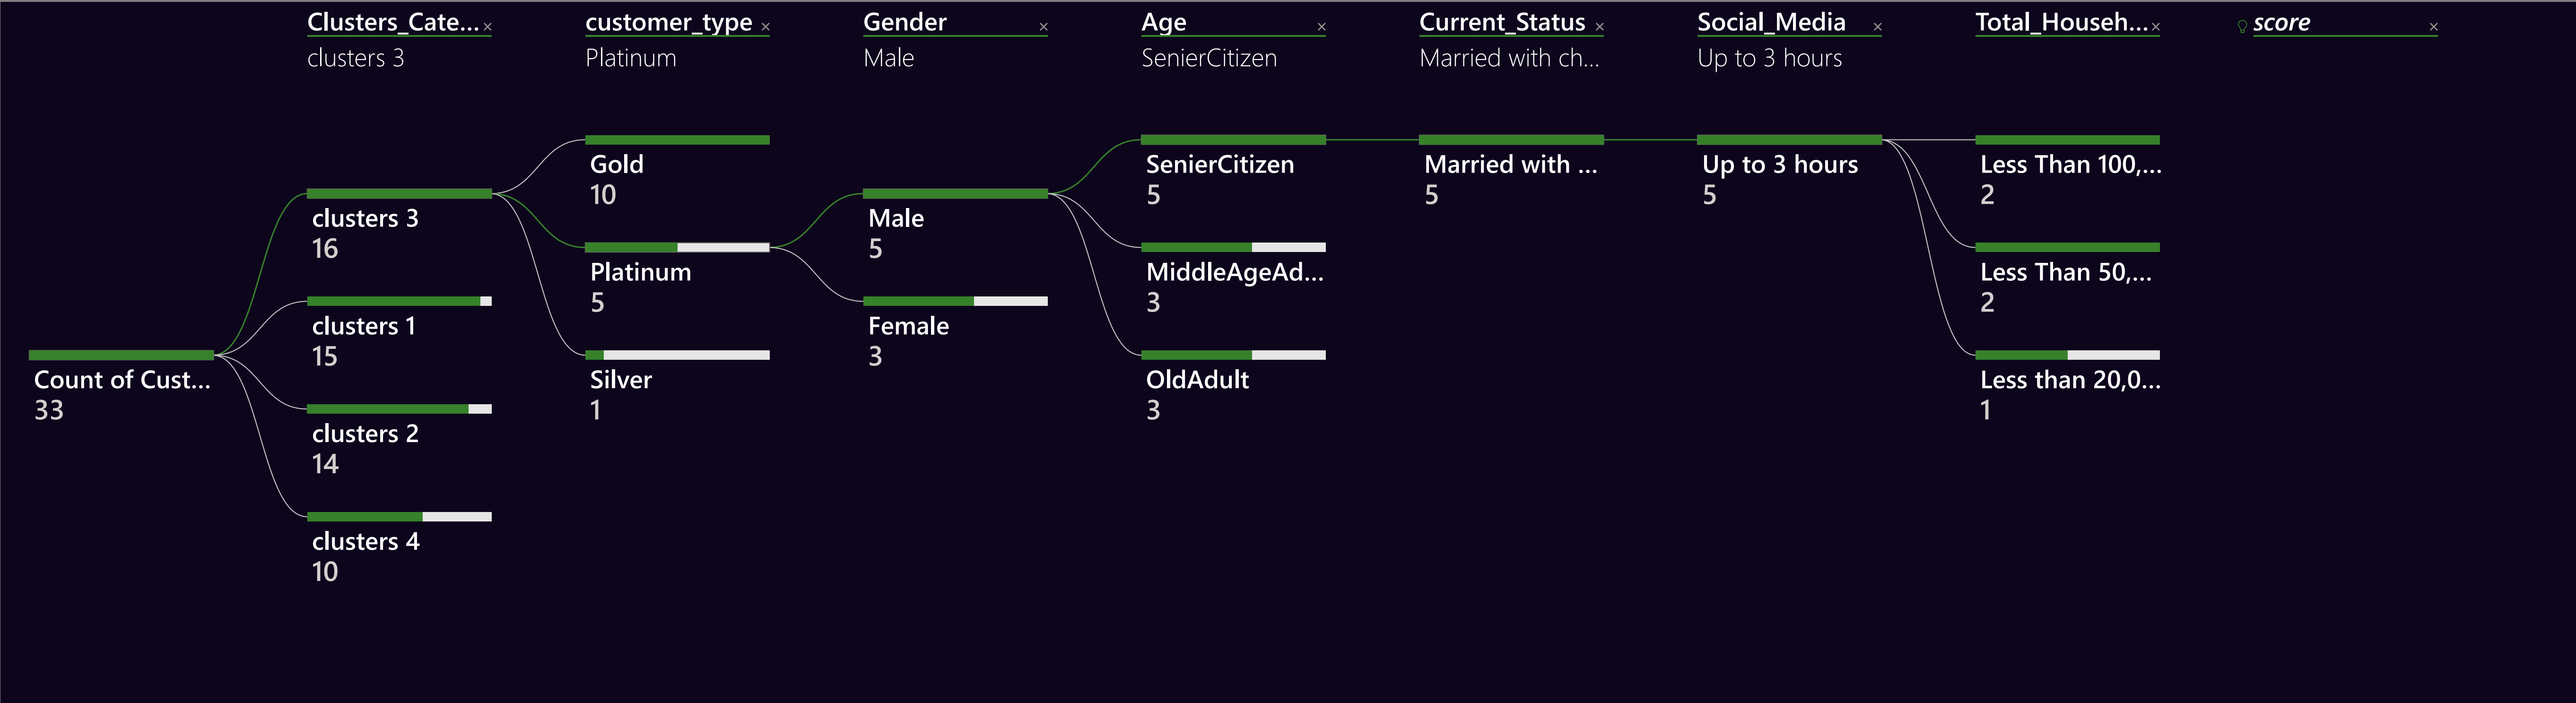 Clusters_Cate...
clusters 3
customer_type
Platinum
Gender
Male
Age
SenierCitizen
Current_Status
Married with ch...
Social_Media
Up to 3 hours
Total_Househ...
score
Count of Cust...
33
clusters 3
16
clusters 1
15
clusters 2
14
clusters 4
10
Gold
10
Platinum
5
Silver
1
Male
5
Female
3
SenierCitizen
5
MiddleAgeAd...
3
OldAdult
3
Married with ...
5
Up to 3 hours
5
Less Than 100,...
2
Less Than 50,...
2
Less than 20,0...
1